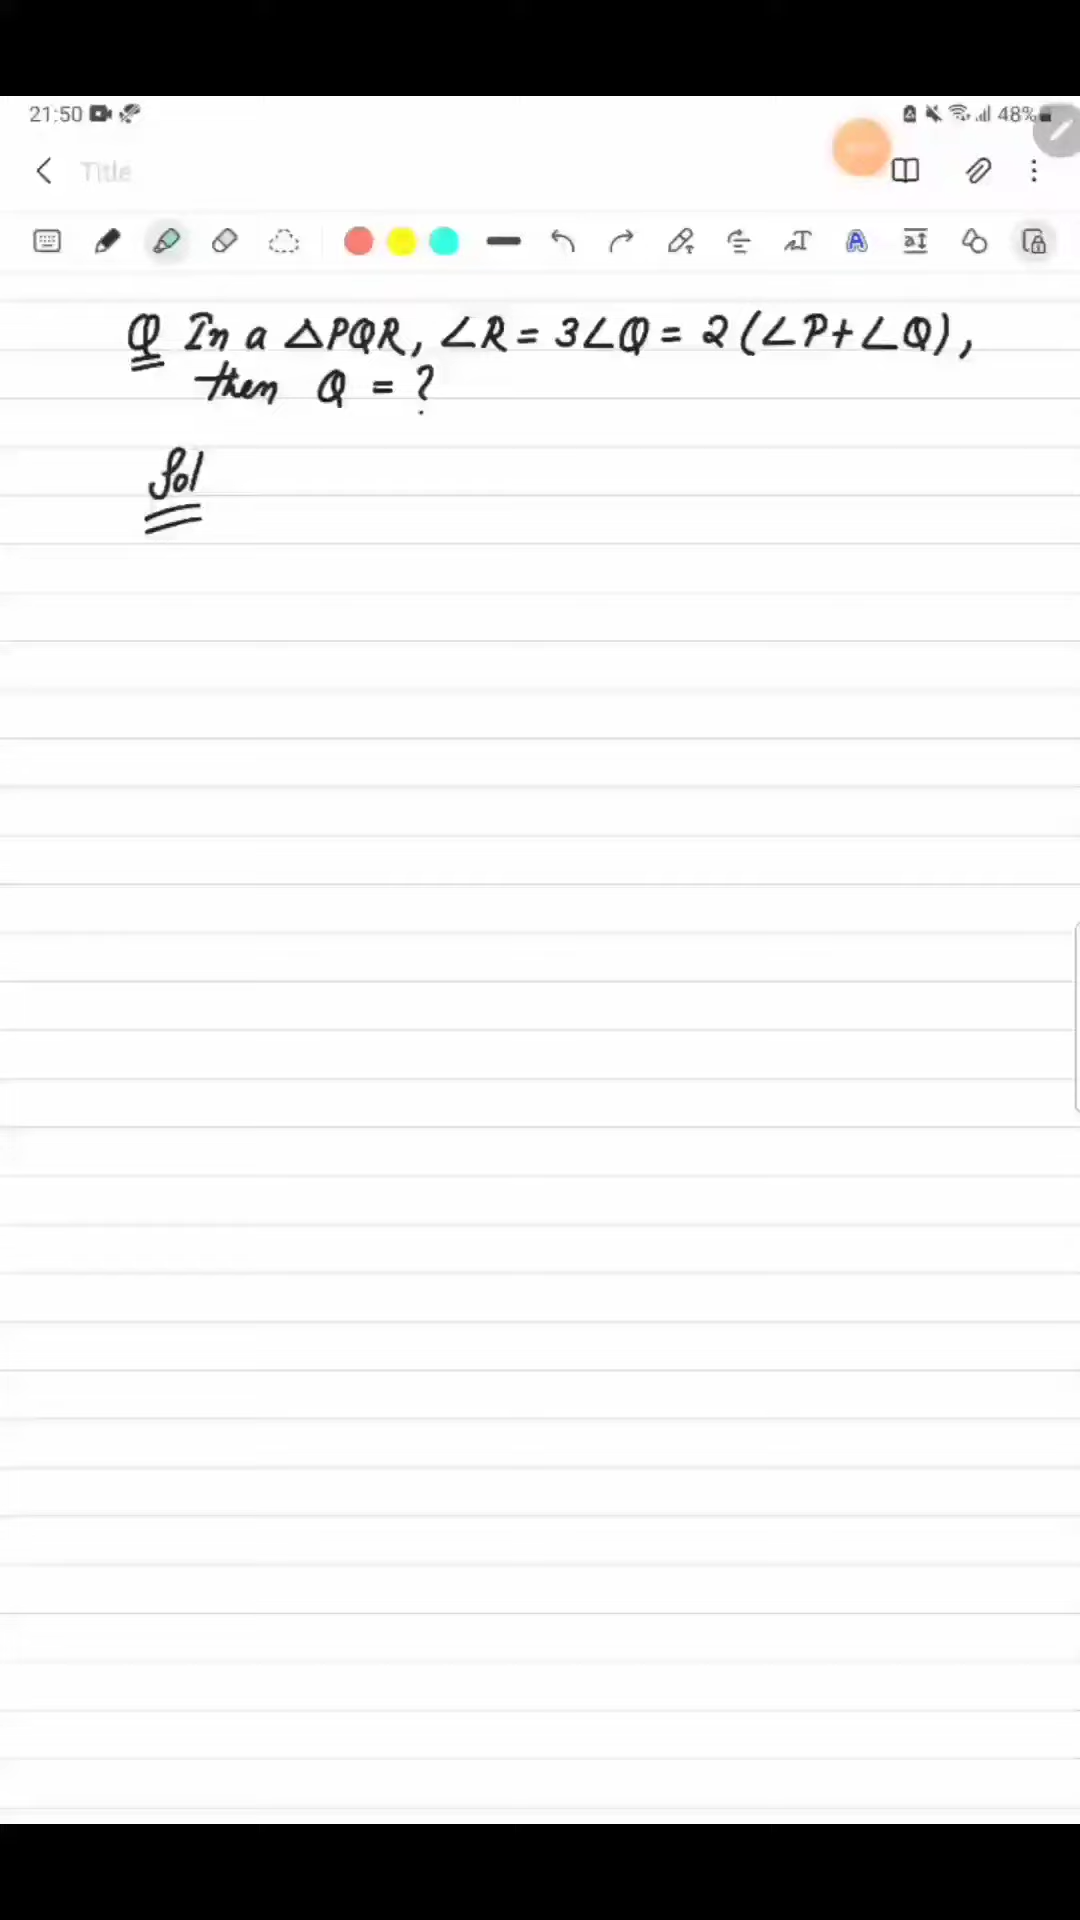 21:50 48%
Title
Q In a △PQR, ∠R = 3∠Q = 2(∠P+∠Q),
then Q = ?
Sol